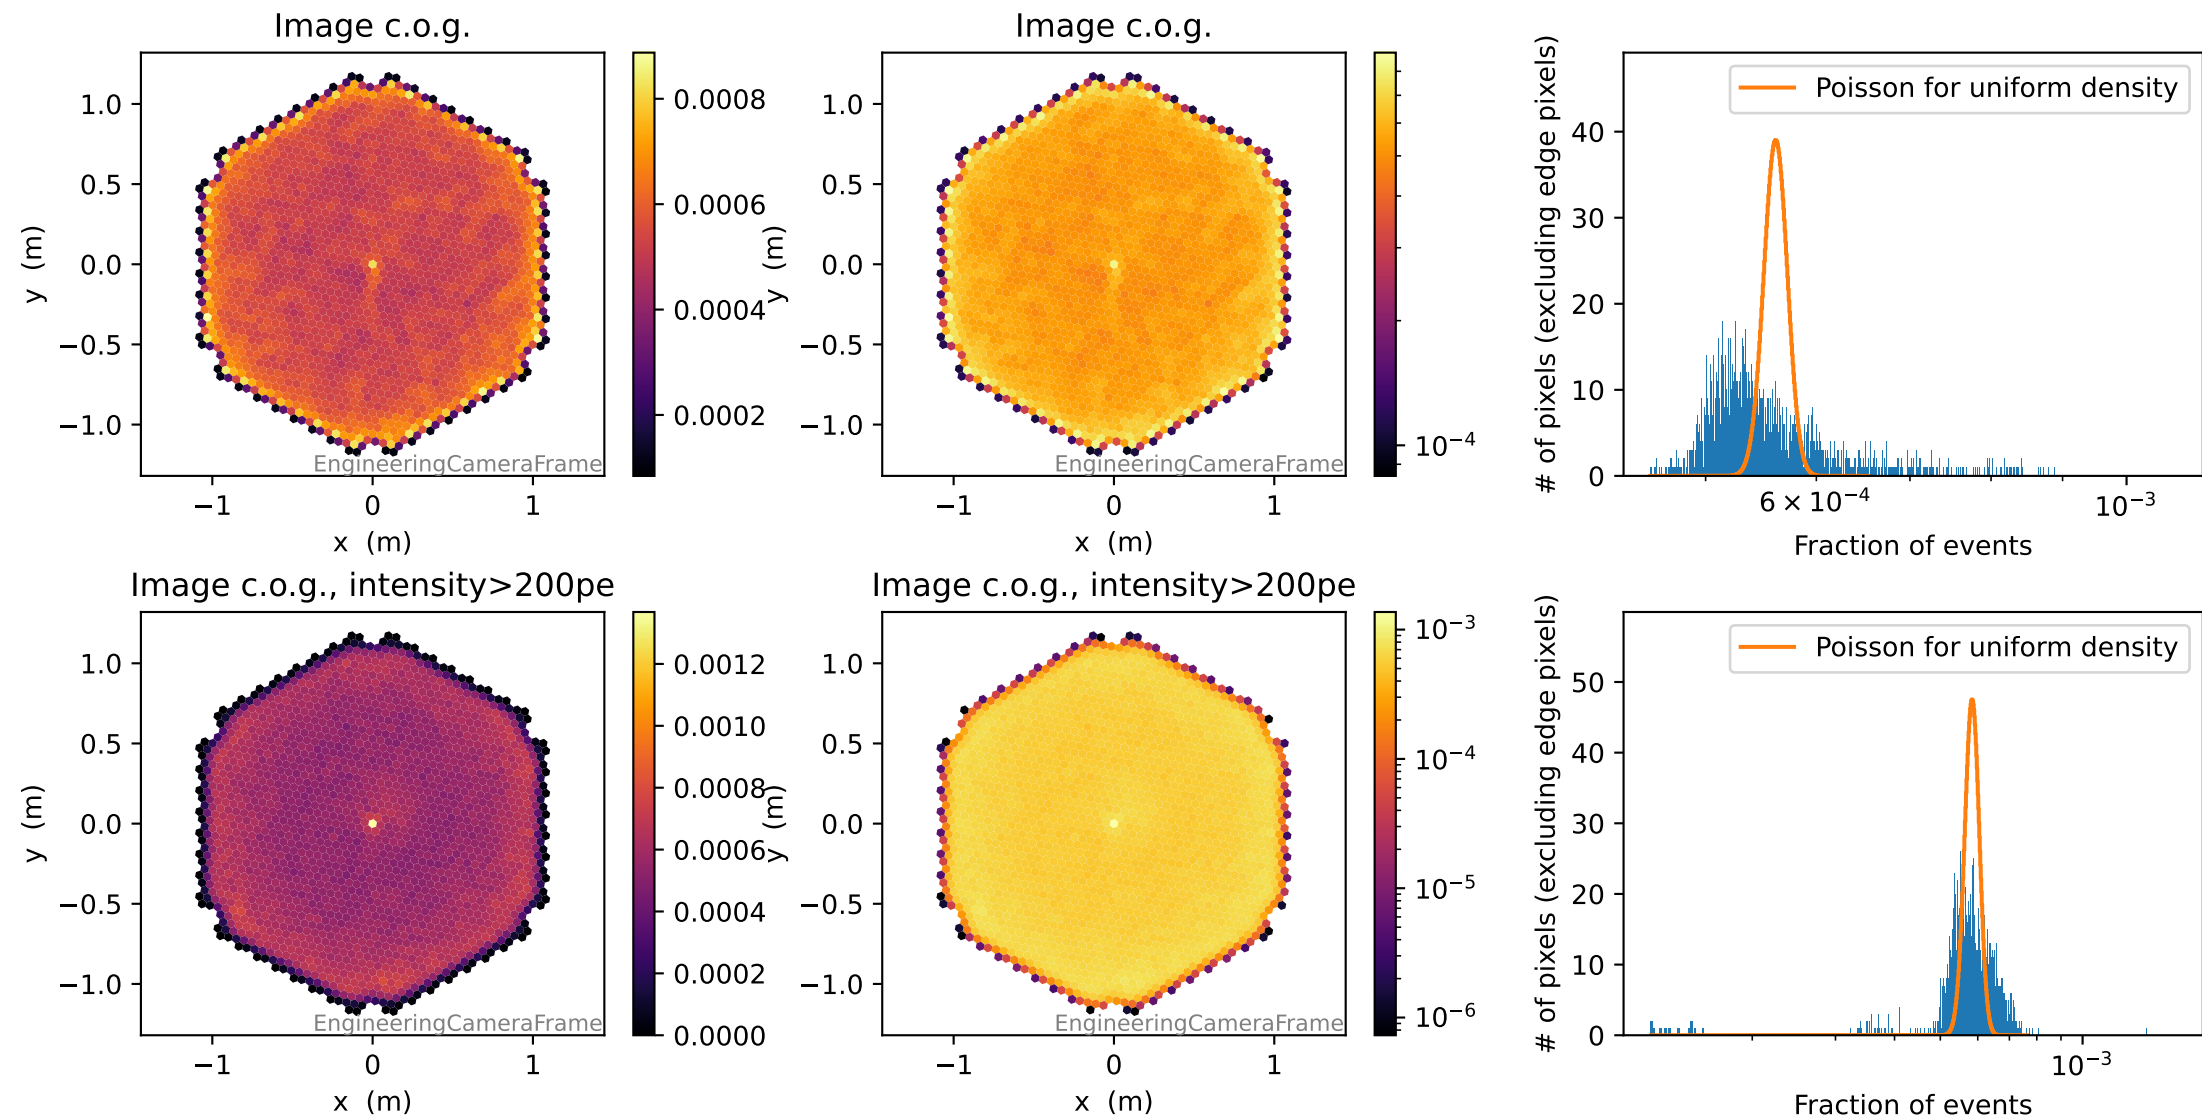 Image c.o.g.
1.0
0.5
0.0
−0.5
−1.0
y (m)
−1
0
1
x (m)
EngineeringCameraFrame
0.0008
0.0006
0.0004
0.0002
Image c.o.g.
1.0
0.5
0.0
−0.5
−1.0
y (m)
−1
0
1
x (m)
EngineeringCameraFrame
10⁻⁴
# of pixels (excluding edge pixels)
40
30
20
10
0
Poisson for uniform density
6 × 10⁻⁴
10⁻³
Fraction of events
Image c.o.g., intensity>200pe
1.0
0.5
0.0
−0.5
−1.0
y (m)
−1
0
1
x (m)
EngineeringCameraFrame
0.0012
0.0010
0.0008
0.0006
0.0004
0.0002
0.0000
Image c.o.g., intensity>200pe
1.0
0.5
0.0
−0.5
−1.0
y (m)
−1
0
1
x (m)
EngineeringCameraFrame
10⁻³
10⁻⁴
10⁻⁵
10⁻⁶
# of pixels (excluding edge pixels)
50
40
30
20
10
0
Poisson for uniform density
10⁻³
Fraction of events